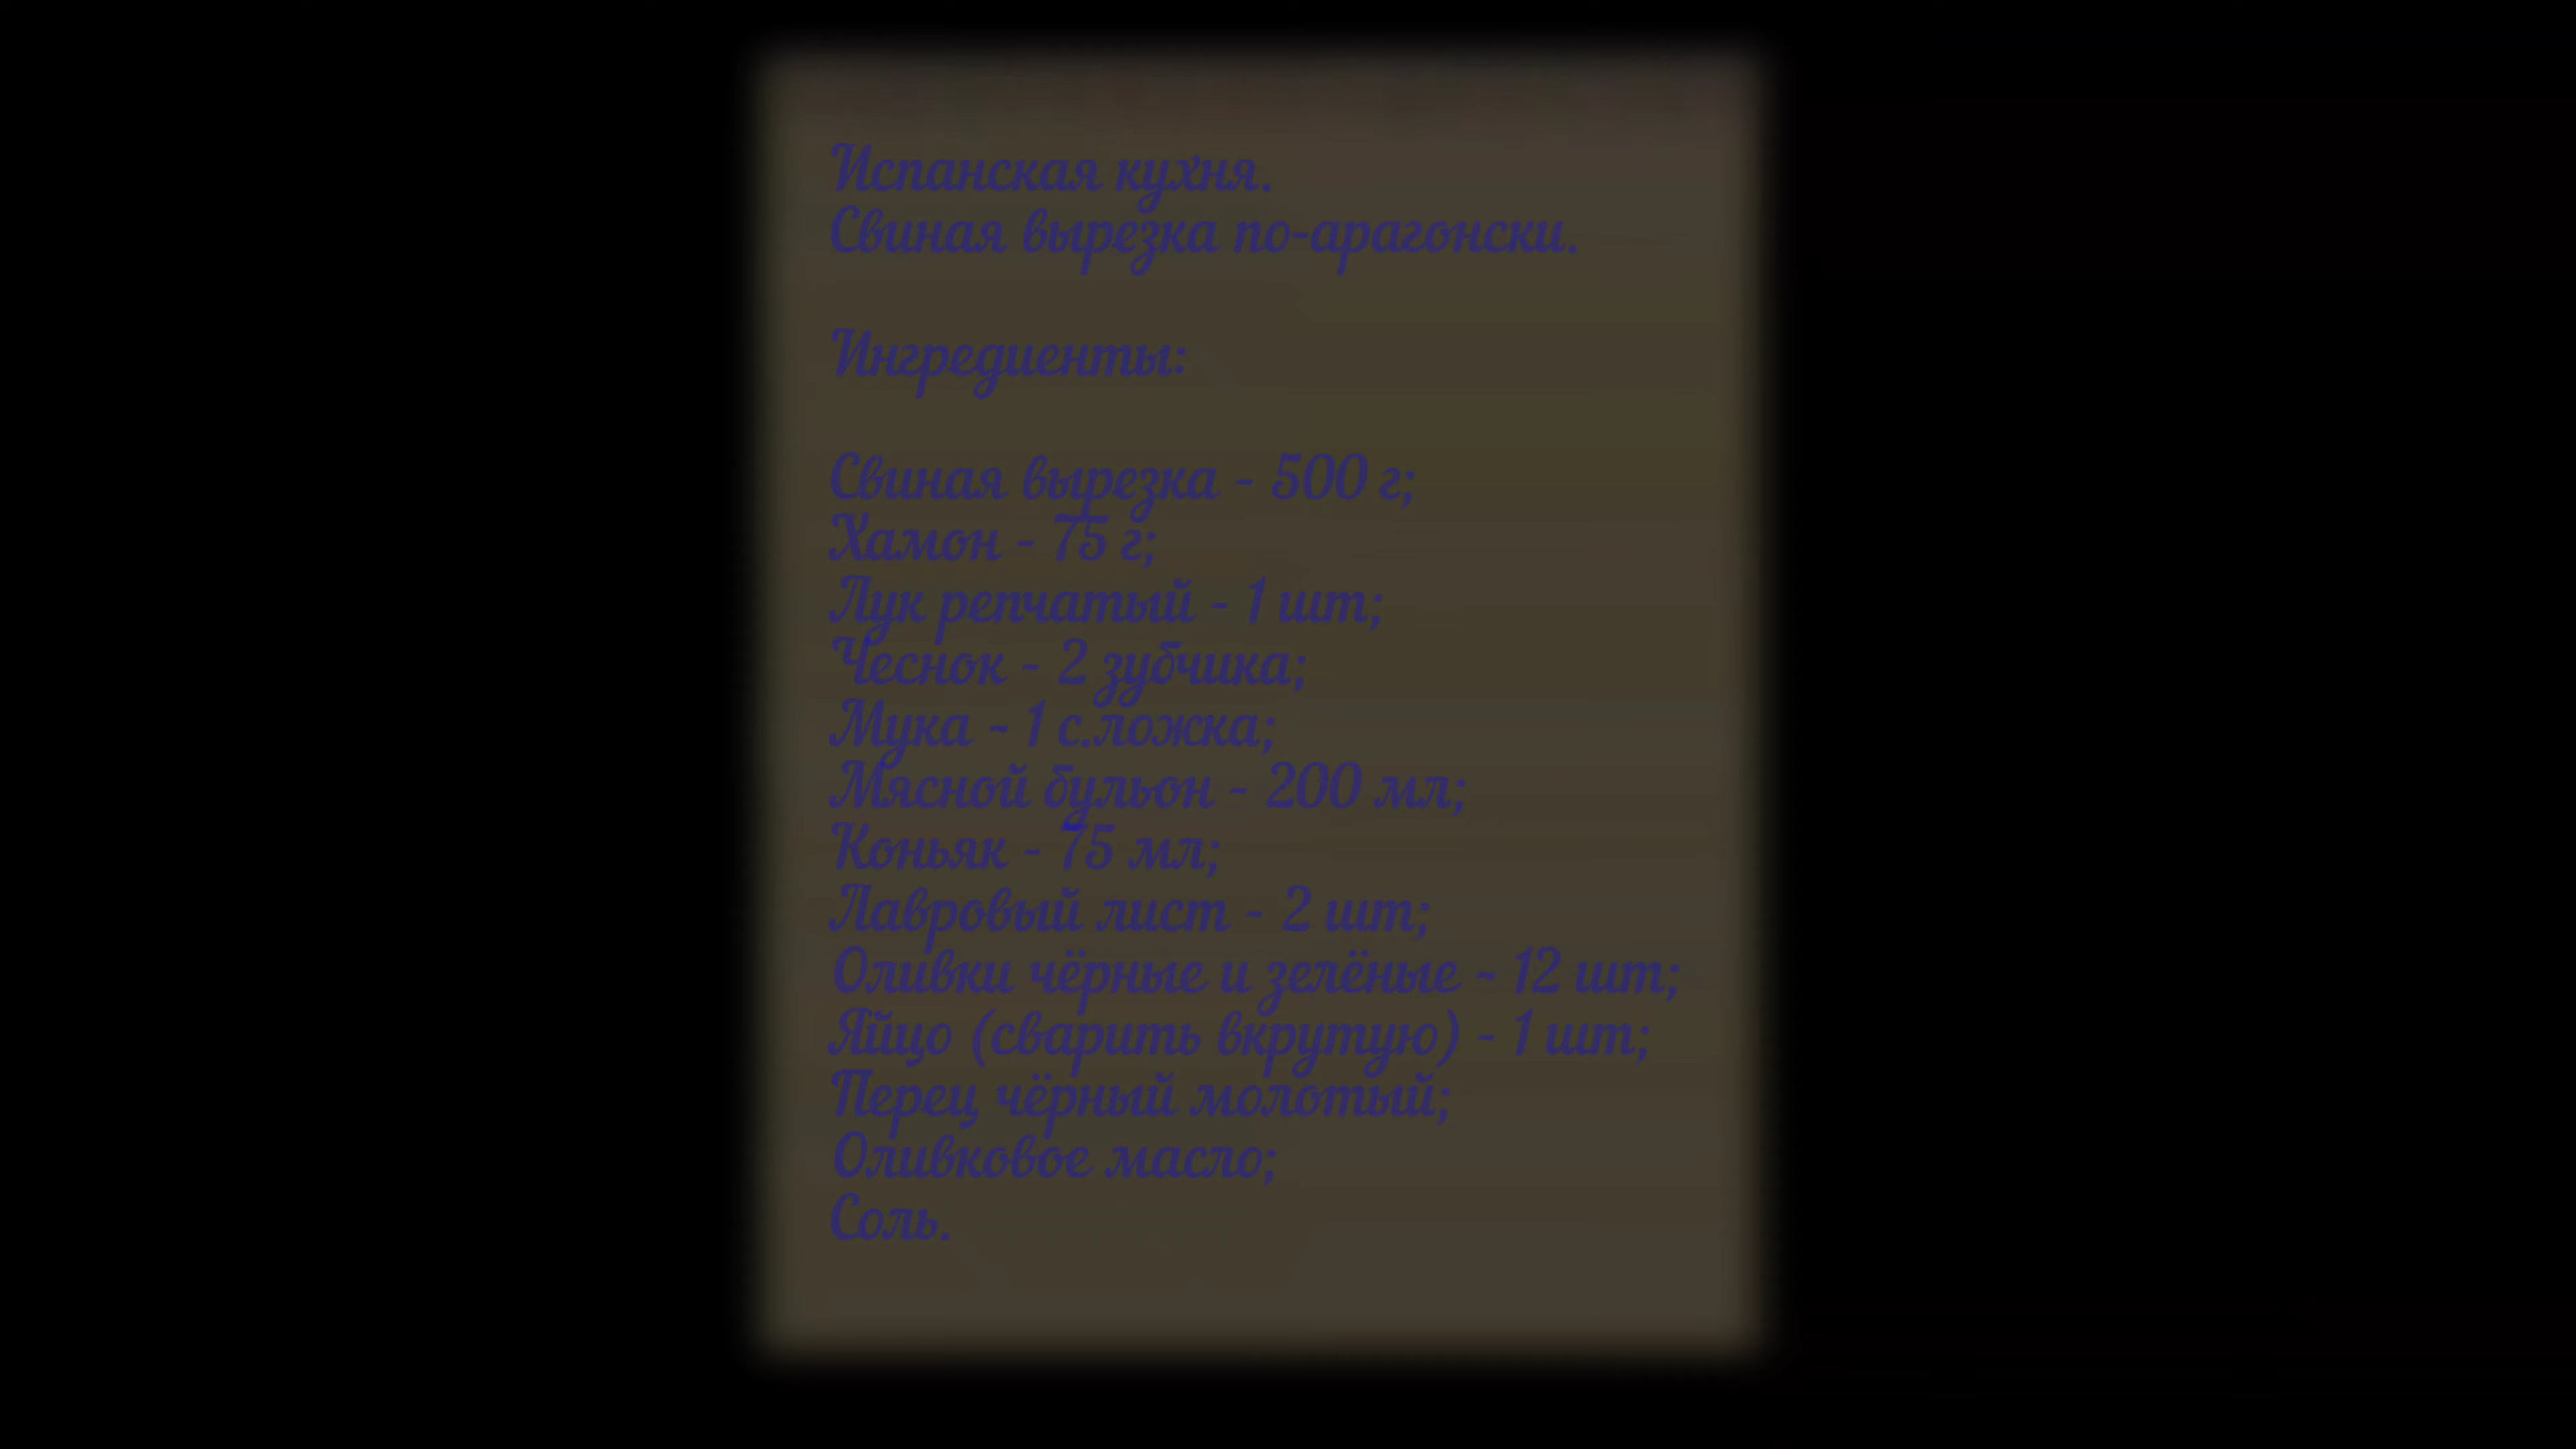 Испанская кухня.
Свиная вырезка по-арагонски.
Ингредиенты:
Свиная вырезка - 500 г;
Хамон - 75 г;
Лук репчатый - 1 шт;
Чеснок - 2 зубчика;
Мука - 1 с.ложка;
Мясной бульон - 200 мл;
Коньяк - 75 мл;
Лавровый лист - 2 шт;
Оливки чёрные и зелёные - 12 шт;
Яйцо (сварить вкрутую) - 1 шт;
Перец чёрный молотый;
Оливковое масло;
Соль.